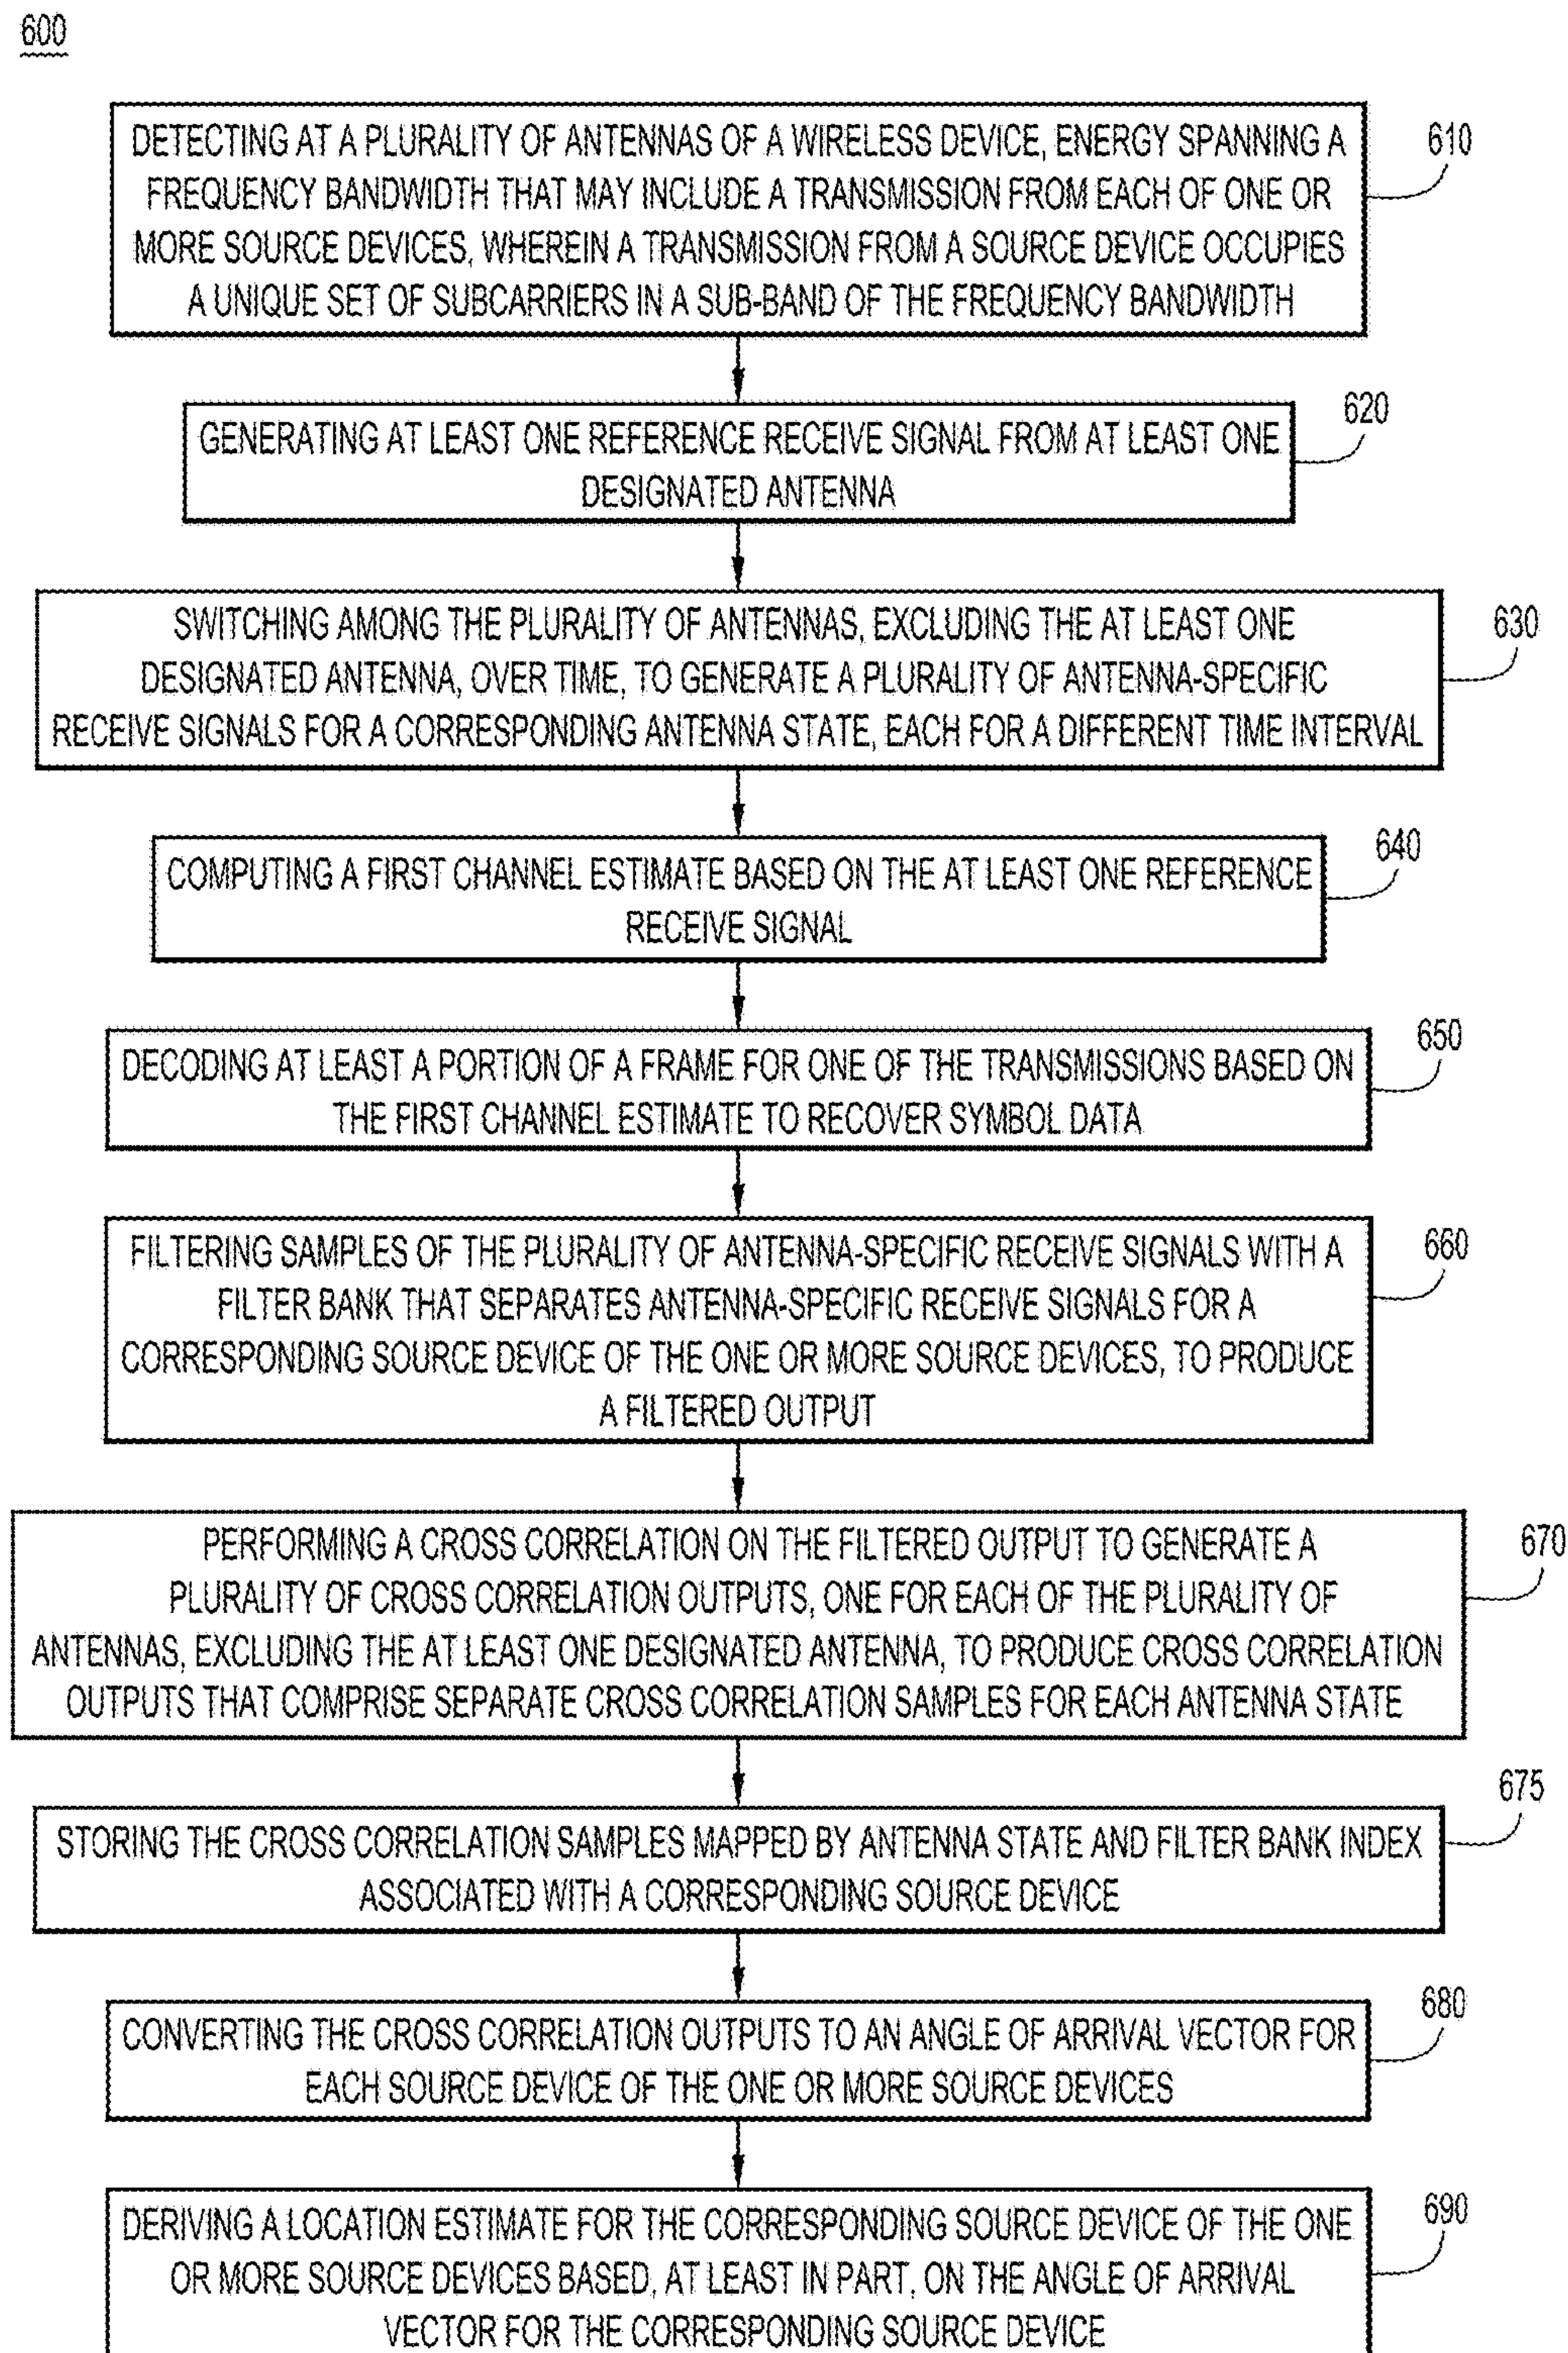 600
DETECTING AT A PLURALITY OF ANTENNAS OF A WIRELESS DEVICE, ENERGY SPANNING A
FREQUENCY BANDWIDTH THAT MAY INCLUDE A TRANSMISSION FROM EACH OF ONE OR
MORE SOURCE DEVICES, WHEREIN A TRANSMISSION FROM A SOURCE DEVICE OCCUPIES
A UNIQUE SET OF SUBCARRIERS IN A SUB-BAND OF THE FREQUENCY BANDWIDTH
610
GENERATING AT LEAST ONE REFERENCE RECEIVE SIGNAL FROM AT LEAST ONE
DESIGNATED ANTENNA
620
SWITCHING AMONG THE PLURALITY OF ANTENNAS, EXCLUDING THE AT LEAST ONE
DESIGNATED ANTENNA, OVER TIME, TO GENERATE A PLURALITY OF ANTENNA-SPECIFIC
RECEIVE SIGNALS FOR A CORRESPONDING ANTENNA STATE, EACH FOR A DIFFERENT TIME INTERVAL
630
COMPUTING A FIRST CHANNEL ESTIMATE BASED ON THE AT LEAST ONE REFERENCE
RECEIVE SIGNAL
640
DECODING AT LEAST A PORTION OF A FRAME FOR ONE OF THE TRANSMISSIONS BASED ON
THE FIRST CHANNEL ESTIMATE TO RECOVER SYMBOL DATA
650
FILTERING SAMPLES OF THE PLURALITY OF ANTENNA-SPECIFIC RECEIVE SIGNALS WITH A
FILTER BANK THAT SEPARATES ANTENNA-SPECIFIC RECEIVE SIGNALS FOR A
CORRESPONDING SOURCE DEVICE OF THE ONE OR MORE SOURCE DEVICES, TO PRODUCE
A FILTERED OUTPUT
660
PERFORMING A CROSS CORRELATION ON THE FILTERED OUTPUT TO GENERATE A
PLURALITY OF CROSS CORRELATION OUTPUTS, ONE FOR EACH OF THE PLURALITY OF
ANTENNAS, EXCLUDING THE AT LEAST ONE DESIGNATED ANTENNA, TO PRODUCE CROSS CORRELATION
OUTPUTS THAT COMPRISE SEPARATE CROSS CORRELATION SAMPLES FOR EACH ANTENNA STATE
670
STORING THE CROSS CORRELATION SAMPLES MAPPED BY ANTENNA STATE AND FILTER BANK INDEX
ASSOCIATED WITH A CORRESPONDING SOURCE DEVICE
675
CONVERTING THE CROSS CORRELATION OUTPUTS TO AN ANGLE OF ARRIVAL VECTOR FOR
EACH SOURCE DEVICE OF THE ONE OR MORE SOURCE DEVICES
680
DERIVING A LOCATION ESTIMATE FOR THE CORRESPONDING SOURCE DEVICE OF THE ONE
OR MORE SOURCE DEVICES BASED, AT LEAST IN PART, ON THE ANGLE OF ARRIVAL
VECTOR FOR THE CORRESPONDING SOURCE DEVICE
690